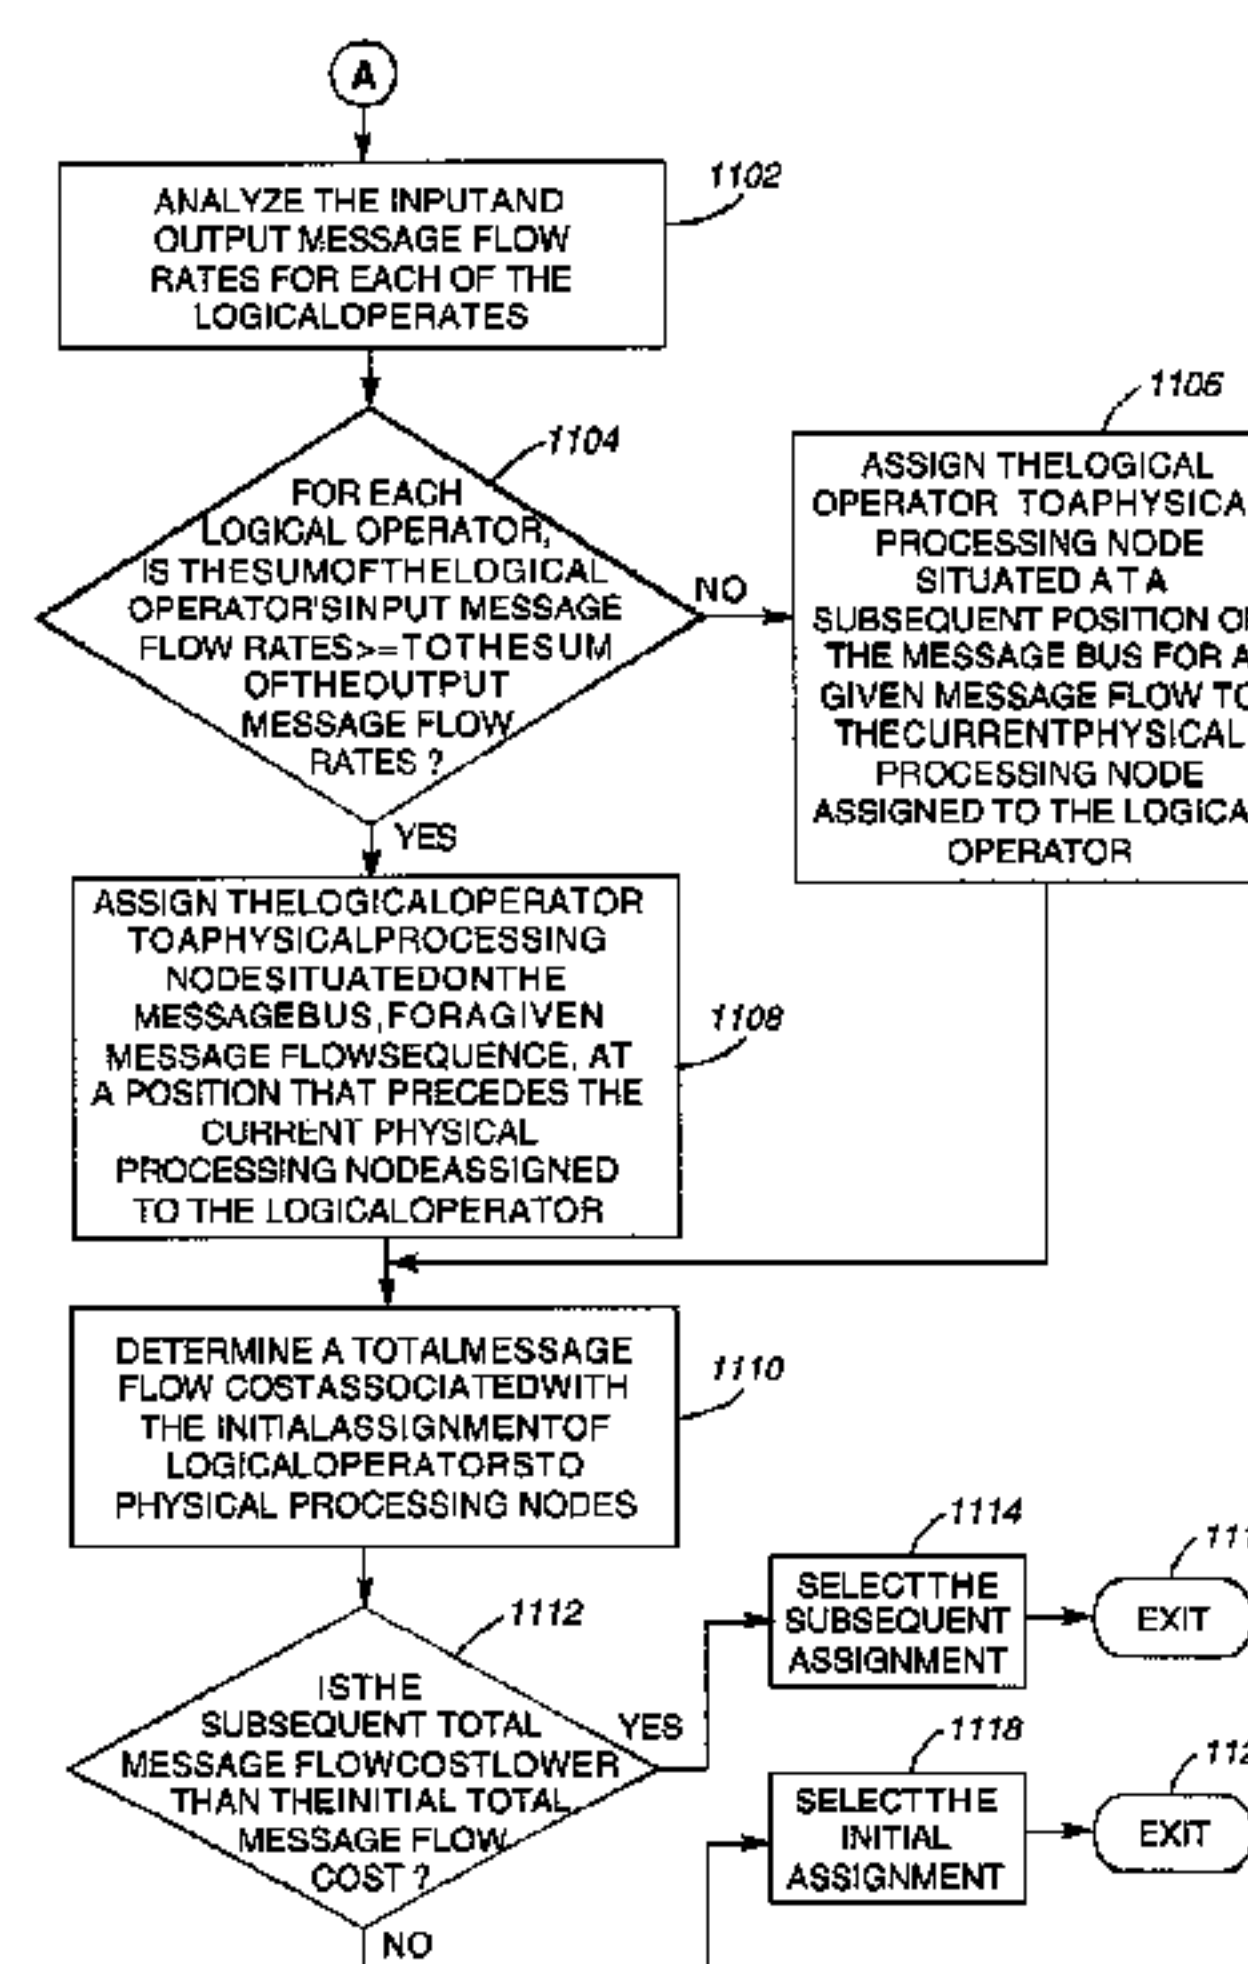 A
1102
ANALYZE THE INPUTAND
OUTPUT MESSAGE FLOW
RATES FOR EACH OF THE
LOGICALOPERATES
1104
FOR EACH
LOGICAL OPERATOR,
IS THESUMOFTHELOGICAL
OPERATOR'SINPUT MESSAGE
FLOW RATES>=TOTHESUM
OFTHEOUTPUT
MESSAGE FLOW
RATES ?
NO
YES
1106
ASSIGN THELOGICAL
OPERATOR TOAPHYSICA
PROCESSING NODE
SITUATED AT A
SUBSEQUENT POSITION O
THE MESSAGE BUS FOR A
GIVEN MESSAGE FLOW TO
THECURRENTPHYSICAL
PROCESSING NODE
ASSIGNED TO THE LOGICA
OPERATOR
1108
ASSIGN THELOGICALOPERATOR
TOAPHYSICALPROCESSING
NODESITUATEDONTHE
MESSAGEBUS,FORAGIVEN
MESSAGE FLOWSEQUENCE, AT
A POSITION THAT PRECEDES THE
CURRENT PHYSICAL
PROCESSING NODEASSIGNED
TO THE LOGICALOPERATOR
1110
DETERMINE A TOTALMESSAGE
FLOW COSTASSOCIATEDWITH
THE INITIALASSIGNMENTOF
LOGICALOPERATORSTO
PHYSICAL PROCESSING NODES
1112
ISTHE
SUBSEQUENT TOTAL
MESSAGE FLOWCOSTLOWER
THAN THEINITIAL TOTAL
MESSAGE FLOW
COST ?
YES
NO
1114
SELECTTHE
SUBSEQUENT
ASSIGNMENT
111
EXIT
1118
SELECTTHE
INITIAL
ASSIGNMENT
112
EXIT